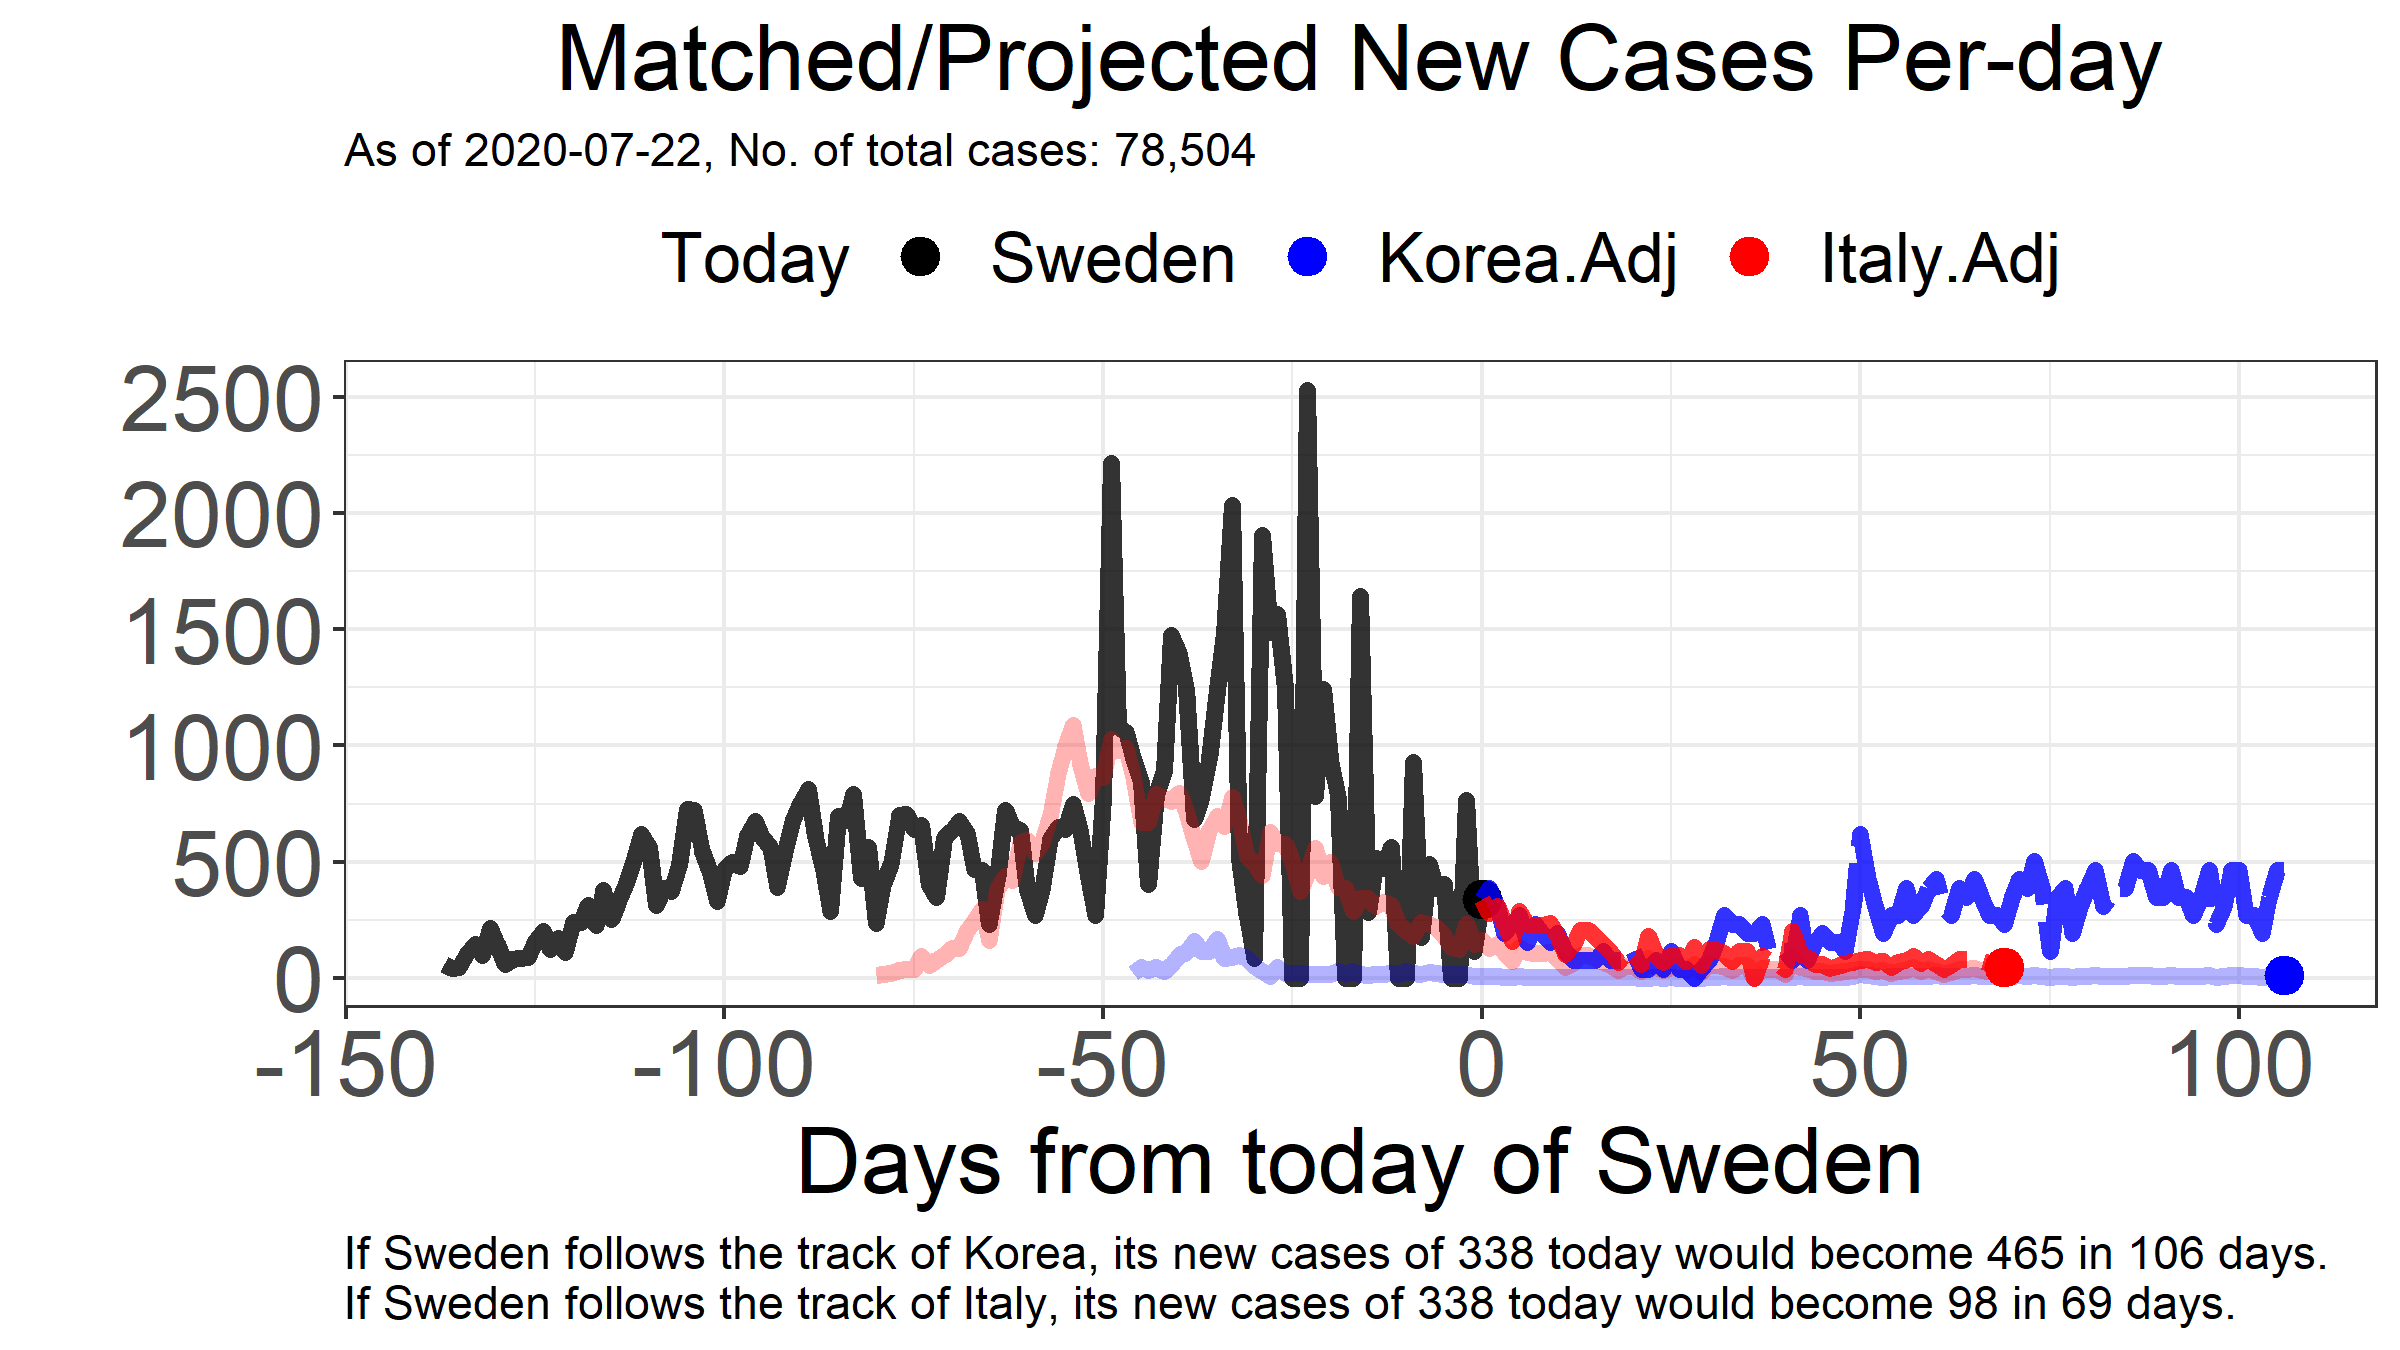 Matched/Projected New Cases Per-day
As of 2020-07-22, No. of total cases: 78,504
Today Sweden Korea.Adj Italy.Adj
2500
2000
1500
1000
500
0
-150 -100 -50 0 50 100
Days from today of Sweden
If Sweden follows the track of Korea, its new cases of 338 today would become 465 in 106 days.
If Sweden follows the track of Italy, its new cases of 338 today would become 98 in 69 days.